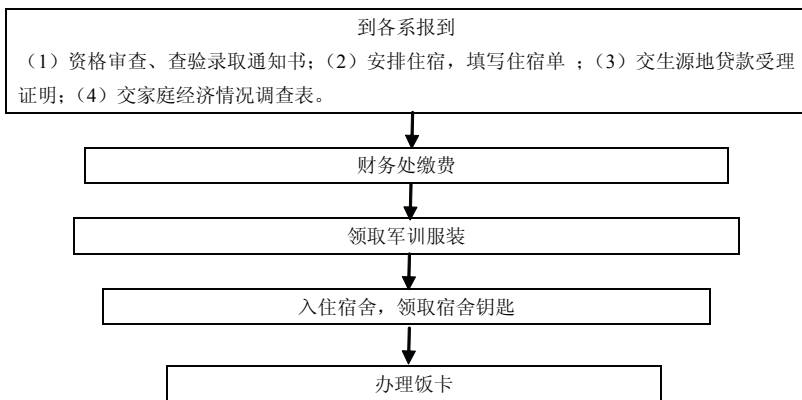 到各系报到
（1）资格审查、查验录取通知书；（2）安排住宿，填写住宿单 ；（3）交生源地贷款受理
证明；（4）交家庭经济情况调查表。
财务处缴费
领取军训服装
入住宿舍，领取宿舍钥匙
办理饭卡